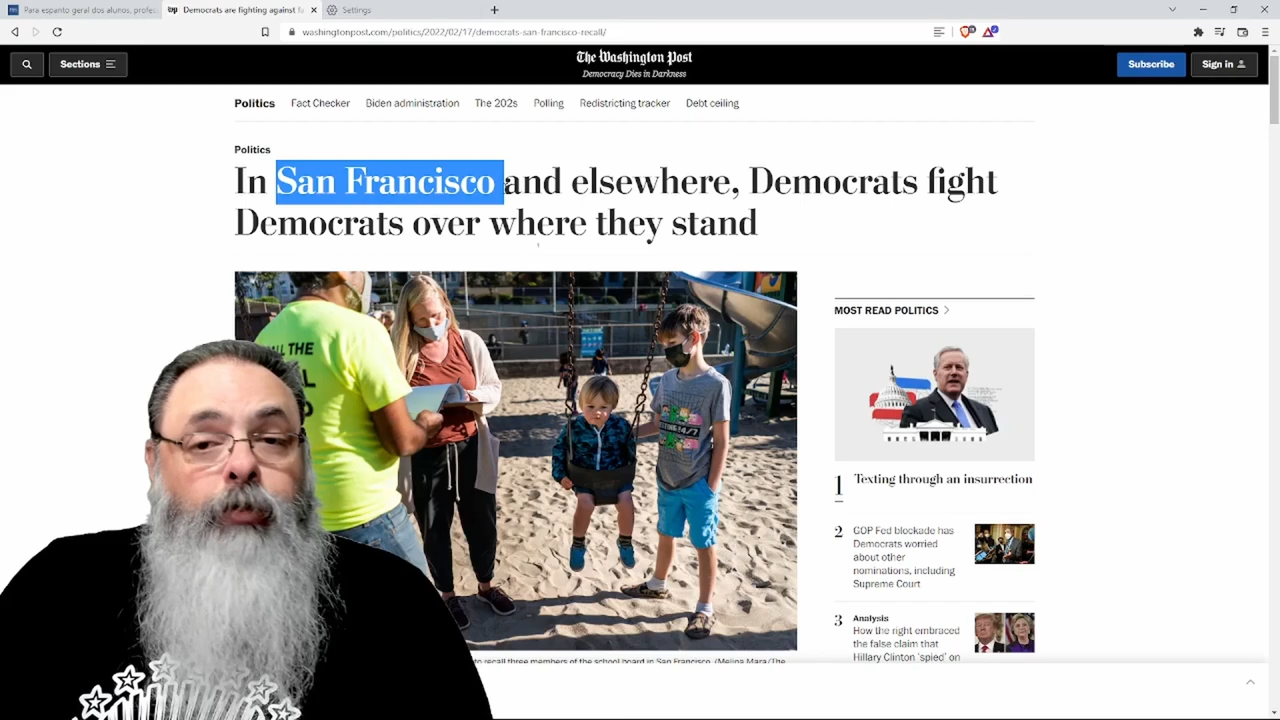 Para espanto geral dos alunos, profes
Democrats are fighting against fa
Settings
washingtonpost.com/politics/2022/02/17/democrats-san-francisco-recall/
Sections
The Washington Post
Democracy Dies in Darkness
Subscribe
Sign in
Politics
Fact Checker
Biden administration
The 202s
Polling
Redistricting tracker
Debt ceiling
Politics
In San Francisco and elsewhere, Democrats fight
Democrats over where they stand
MOST READ POLITICS
1
Texting through an insurrection
2
GOP Fed blockade has
Democrats worried
about other
nominations, including
Supreme Court
3
Analysis
How the right embraced
the false claim that
Hillary Clinton 'spied' on
to recall three members of the school board in San Francisco. (Melina Mara/The